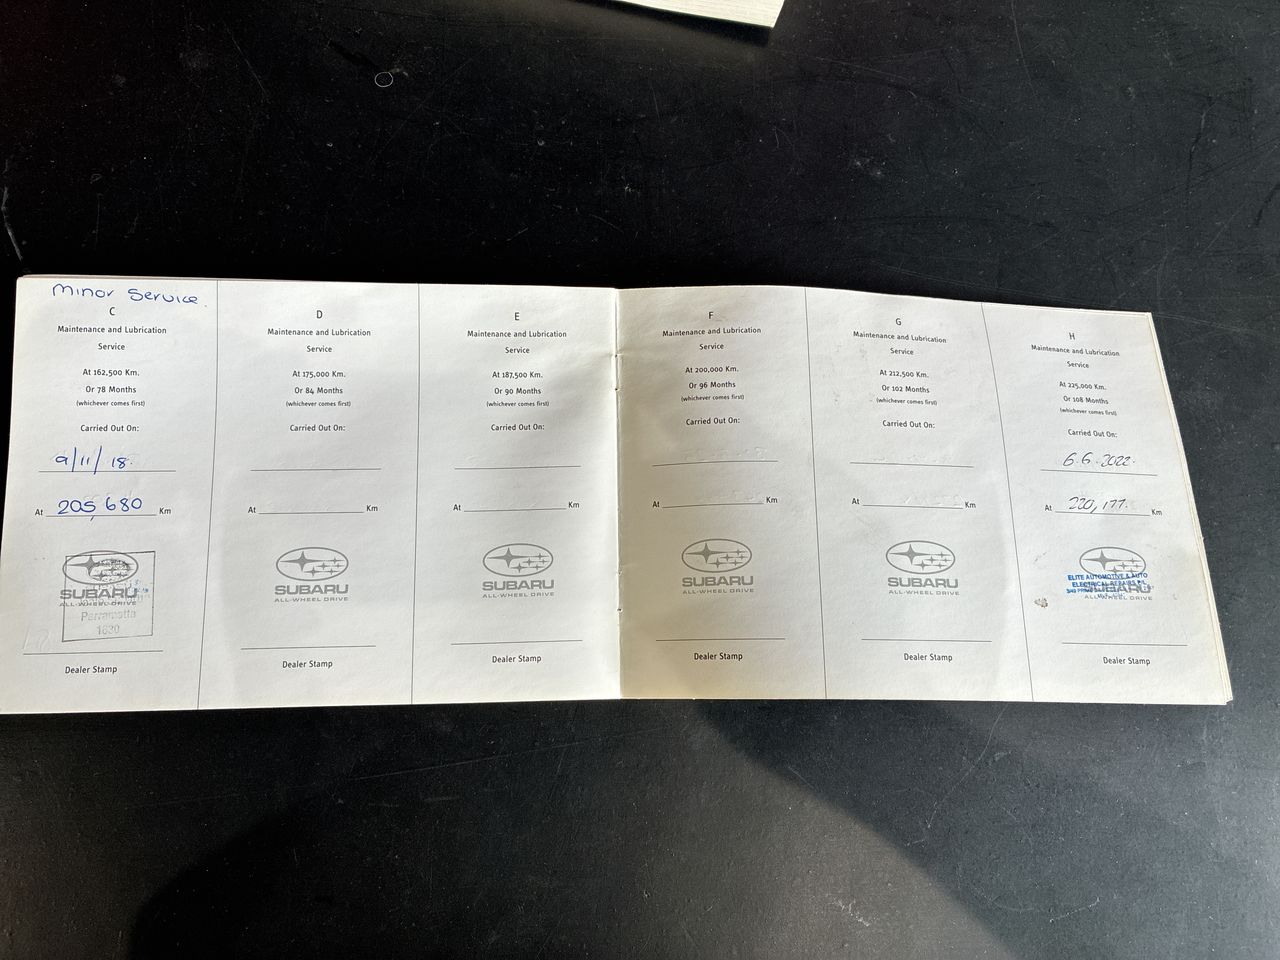 Minor Service.
C
Maintenance and Lubrication
Service
At 162,500 Km.
Or 78 Months
(whichever comes first)
Carried Out On:
9/11/18.
At 205,680 Km
SUBARU
ALL-WHEEL DRIVE
Parramatta
Dealer Stamp
D
Maintenance and Lubrication
Service
At 175,000 Km.
Or 84 Months
(whichever comes first)
Carried Out On:
At Km
SUBARU
ALL-WHEEL DRIVE
Dealer Stamp
E
Maintenance and Lubrication
Service
At 187,500 Km.
Or 90 Months
(whichever comes first)
Carried Out On:
At Km
SUBARU
ALL-WHEEL DRIVE
Dealer Stamp
F
Maintenance and Lubrication
Service
At 200,000 Km.
Or 96 Months
(whichever comes first)
Carried Out On:
At Km
SUBARU
ALL-WHEEL DRIVE
Dealer Stamp
G
Maintenance and Lubrication
Service
At 212,500 Km.
Or 102 Months
(whichever comes first)
Carried Out On:
At Km
SUBARU
ALL-WHEEL DRIVE
Dealer Stamp
H
Maintenance and Lubrication
Service
At 225,000 Km.
Or 108 Months
(whichever comes first)
Carried Out On:
6.6.2022.
At Km
ELITE AUTOMOTIVE & AUTO
ELECTRICAL REPAIRS P/L
SUBARU
ALL-WHEEL DRIVE
Dealer Stamp